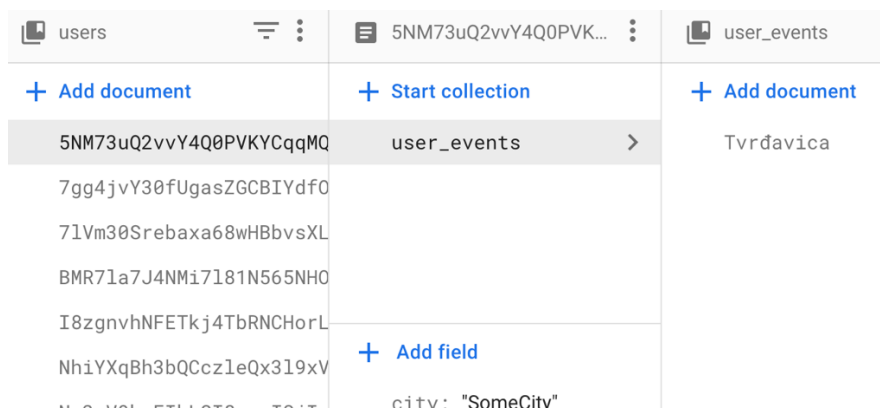 users
+ Add document
5NM73uQ2vvY4Q0PVKYCqqMQ
7gg4jvY30fUgasZGCBIYdfO
7lVm30Srebaxa68wHBbvsXL
BMR7la7J4NMi7l81N565NHO
I8zgnvhNFETkj4TbRNCHorL
NhiYXqBh3bQCczleQx3l9xV
5NM73uQ2vvY4Q0PVK...
+ Start collection
user_events
+ Add field
city: "SomeCity"
user_events
+ Add document
Tvrđavica